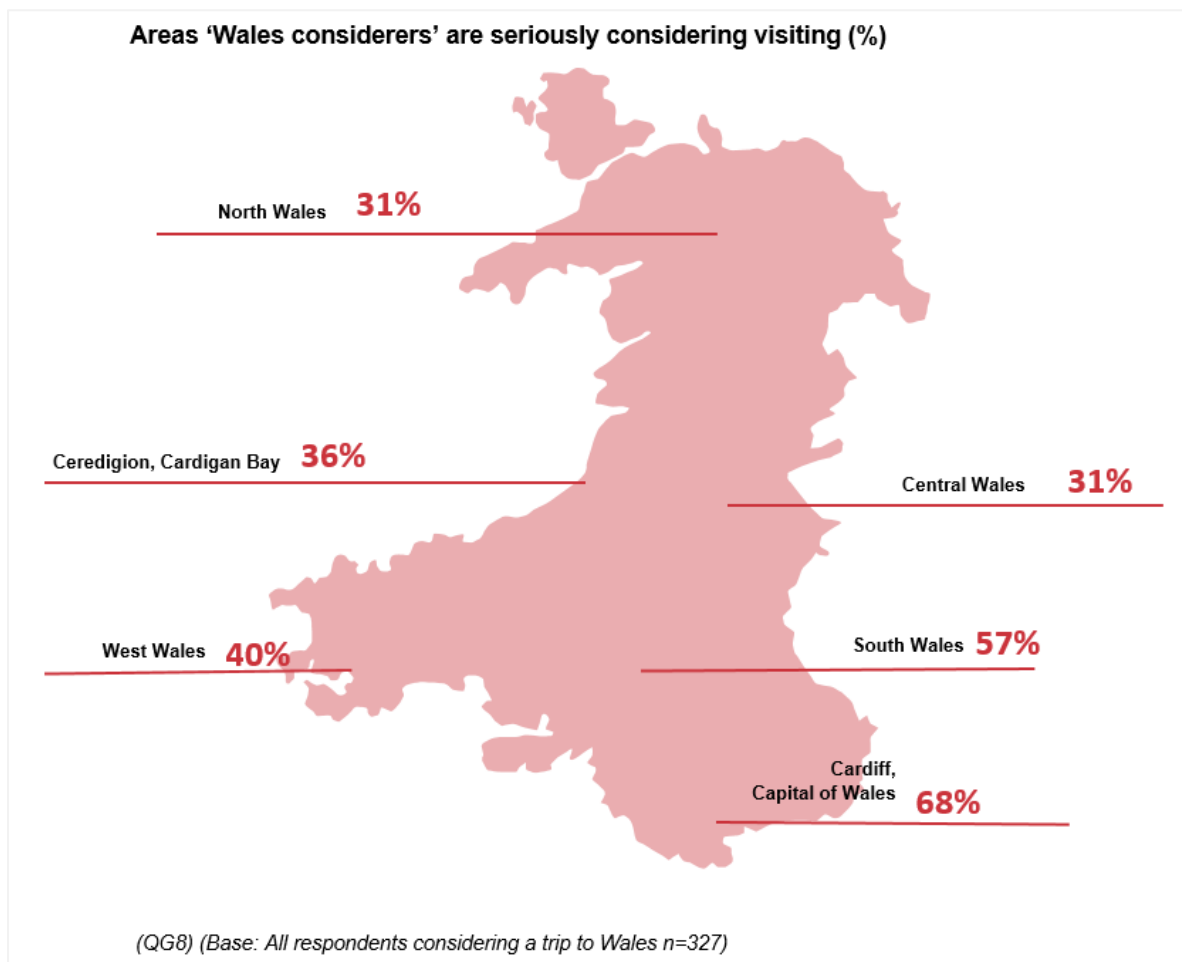 Areas ‘Wales considerers’ are seriously considering visiting (%)
North Wales 31%
Ceredigion, Cardigan Bay 36%
Central Wales 31%
West Wales 40%
South Wales 57%
Cardiff,
Capital of Wales 68%
(QG8) (Base: All respondents considering a trip to Wales n=327)